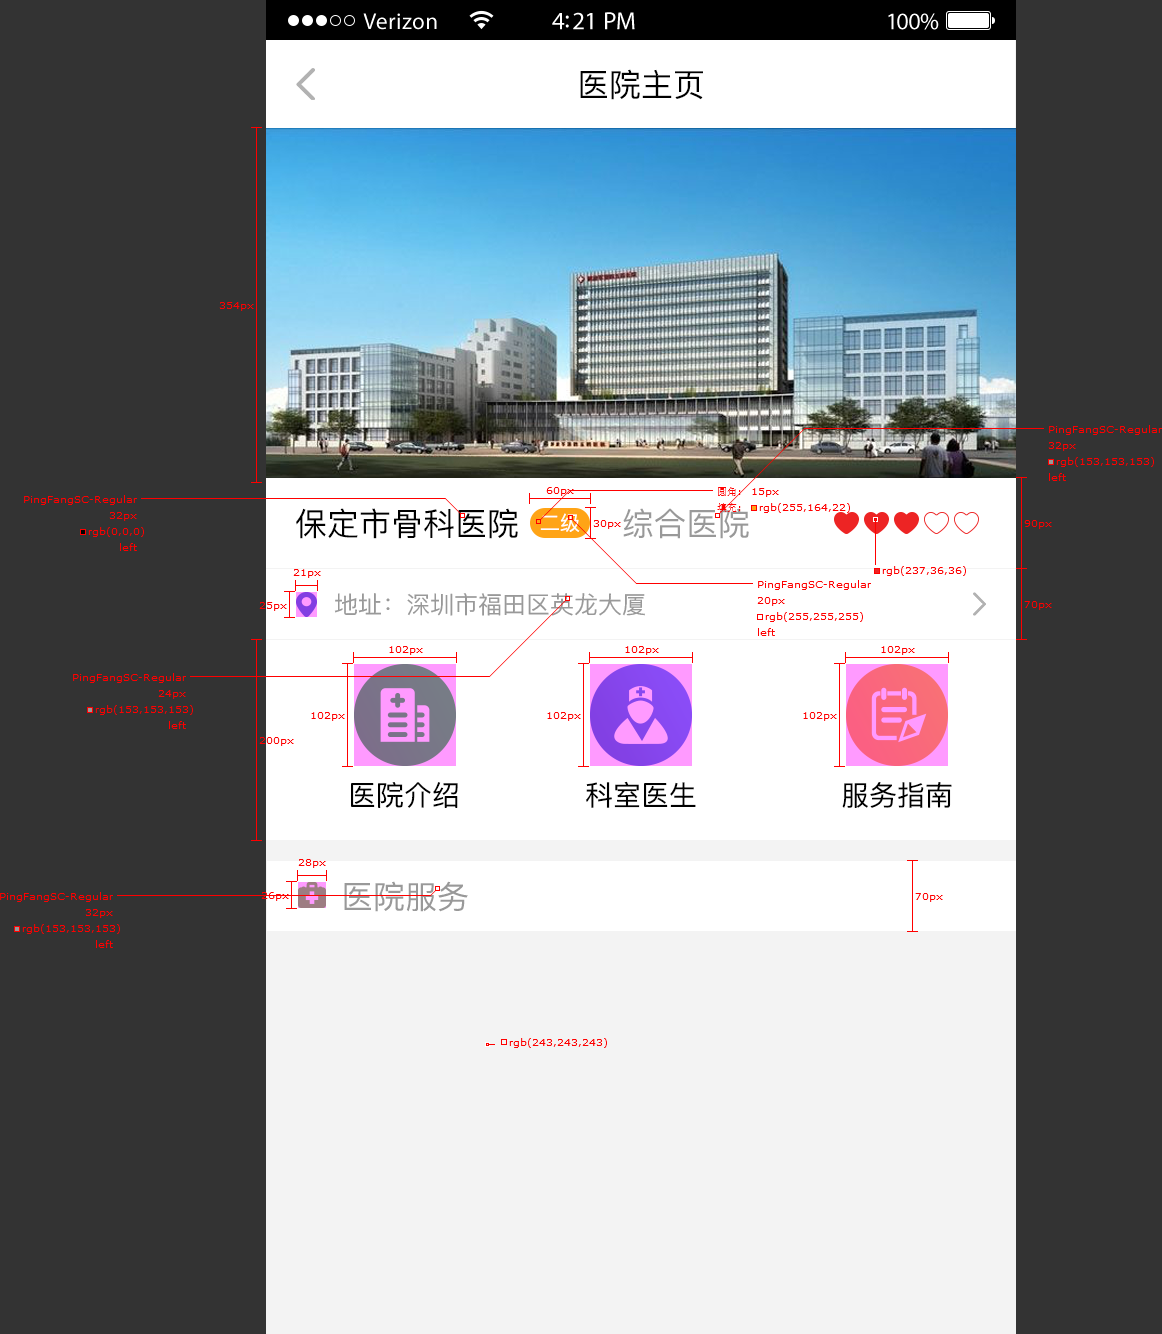 Verizon 4:21 PM 100%
医院主页
354px
PingFangSC-Regular
32px
rgb(153,153,153)
left
PingFangSC-Regular
32px
rgb(0,0,0)
left
60px
圆角: 15px
填充: rgb(255,164,22)
保定市骨科医院 二级 30px 综合医院
90px
rgb(237,36,36)
21px
25px
地址：深圳市福田区英龙大厦
PingFangSC-Regular
20px
rgb(255,255,255)
left
70px
102px 102px 102px
PingFangSC-Regular
24px
rgb(153,153,153)
left
102px 102px 102px
200px
医院介绍 科室医生 服务指南
28px
26px
医院服务
70px
PingFangSC-Regular
32px
rgb(153,153,153)
left
rgb(243,243,243)